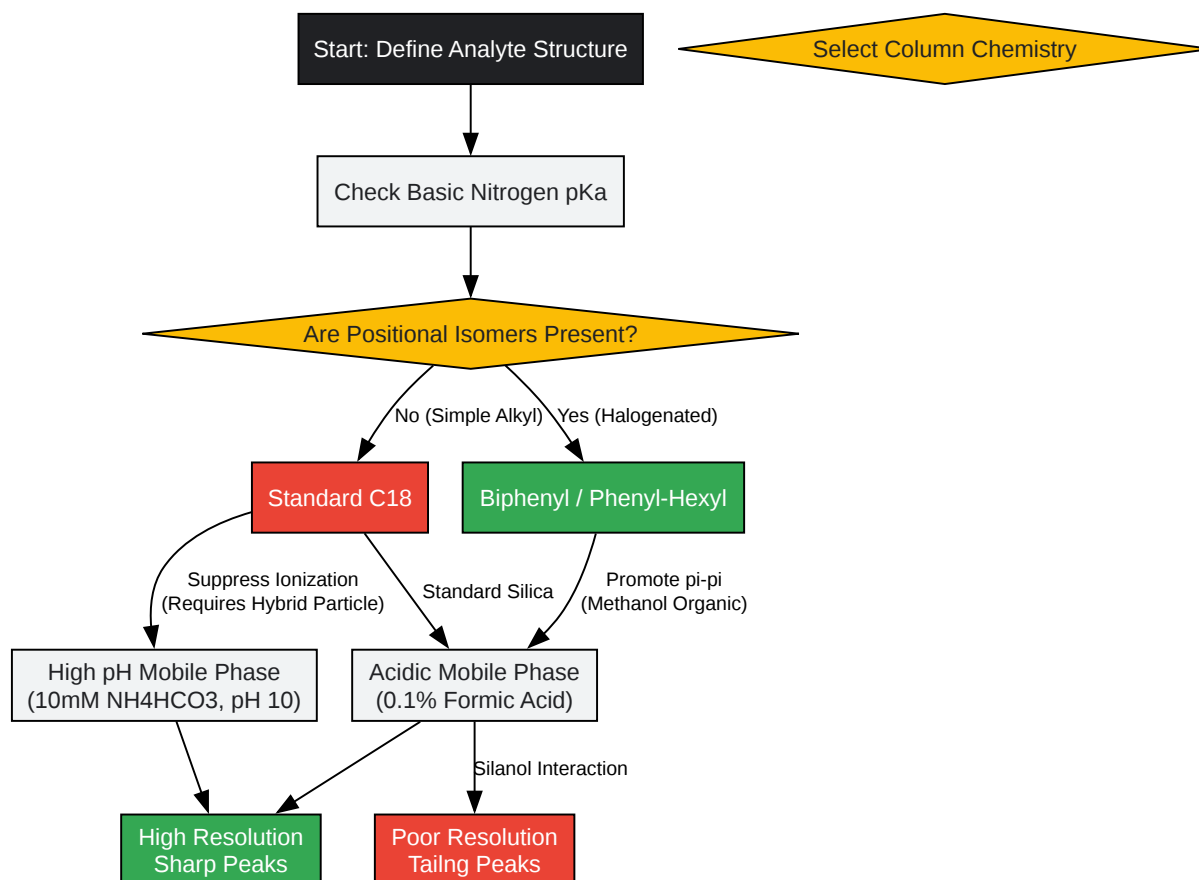 Start: Define Analyte Structure
Select Column Chemistry
Check Basic Nitrogen pKa
Are Positional Isomers Present?
No (Simple Alkyl)
Yes (Halogenated)
Standard C18
Biphenyl / Phenyl-Hexyl
Suppress Ionization
(Requires Hybrid Particle)
Standard Silica
Promote pi-pi
(Methanol Organic)
High pH Mobile Phase
(10mM NH4HCO3, pH 10)
Acidic Mobile Phase
(0.1% Formic Acid)
Silanol Interaction
High Resolution
Sharp Peaks
Poor Resolution
Tailng Peaks